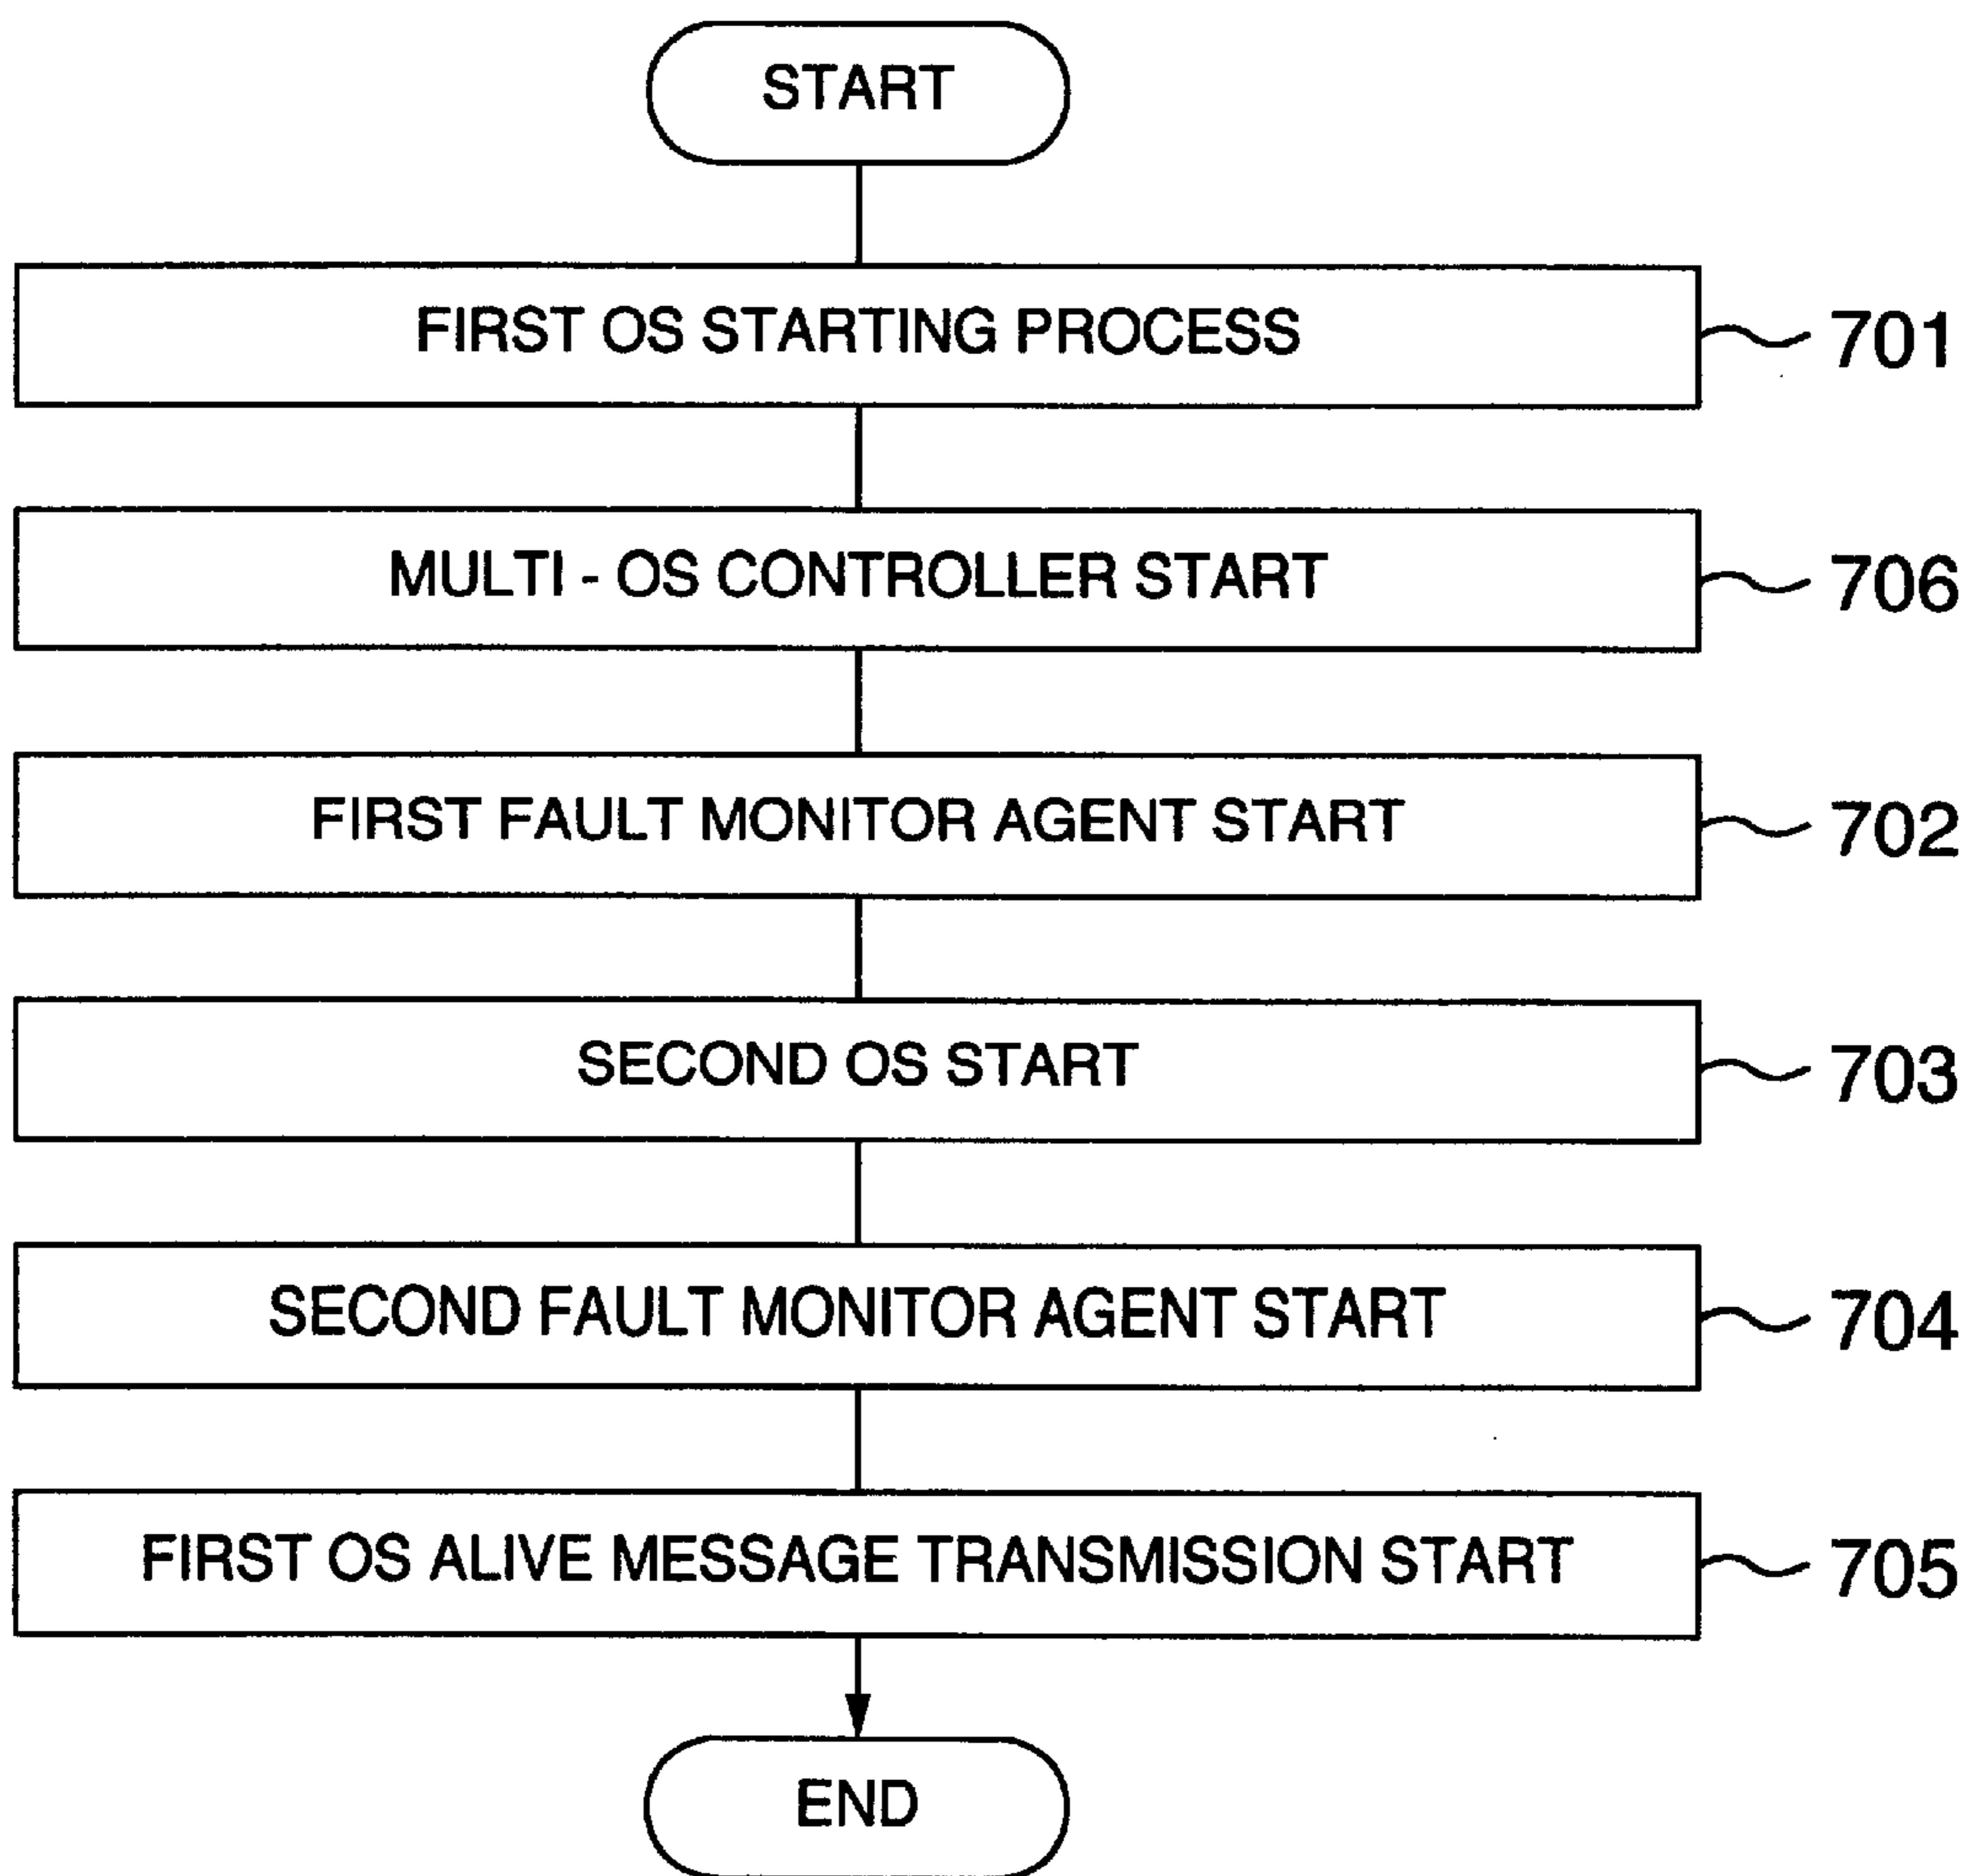 START
FIRST OS STARTING PROCESS
701
MULTI - OS CONTROLLER START
706
FIRST FAULT MONITOR AGENT START
702
SECOND OS START
703
SECOND FAULT MONITOR AGENT START
704
FIRST OS ALIVE MESSAGE TRANSMISSION START
705
END